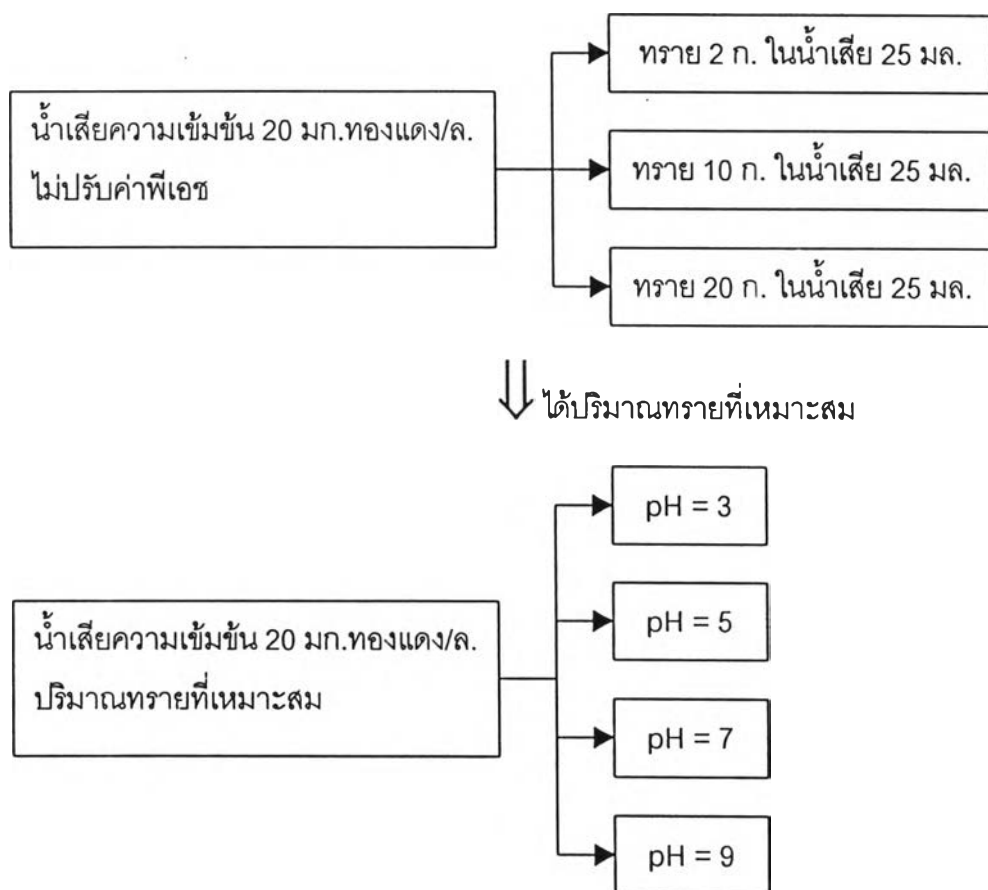 ทราย 2 ก. ในน้ำเสีย 25 มล.
น้ำเสียความเข้มข้น 20 มก.ทองแดง/ล.
ไม่ปรับค่าพีเอช
ทราย 10 ก. ในน้ำเสีย 25 มล.
ทราย 20 ก. ในน้ำเสีย 25 มล.
ได้ปริมาณทรายที่เหมาะสม
pH = 3
น้ำเสียความเข้มข้น 20 มก.ทองแดง/ล.
ปริมาณทรายที่เหมาะสม
pH = 5
pH = 7
pH = 9